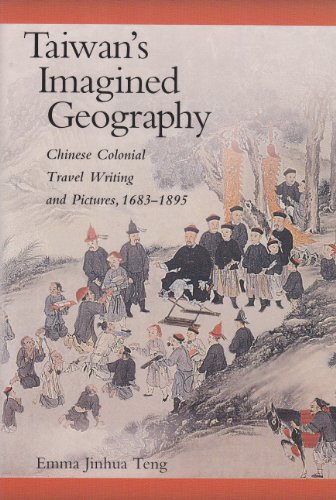 Taiwan's
Imagined
Geography
Chinese Colonial
Travel Writing
and Pictures, 1683–1895
Emma Jinhua Teng